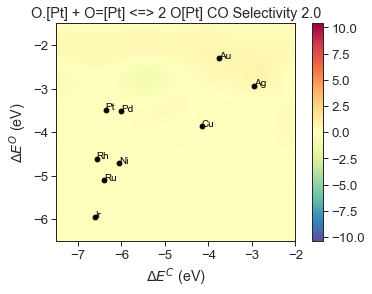 O.[Pt] + O=[Pt] <=> 2 O[Pt] CO Selectivity 2.0
10.0
7.5
5.0
2.5
0.0
−2.5
−5.0
−7.5
−10.0
−2
−3
−4
−5
−6
ΔE^O (eV)
Au
Ag
Pt
Pd
Cu
Rh
Ni
Ru
Ir
−7
−6
−5
−4
−3
−2
ΔE^C (eV)